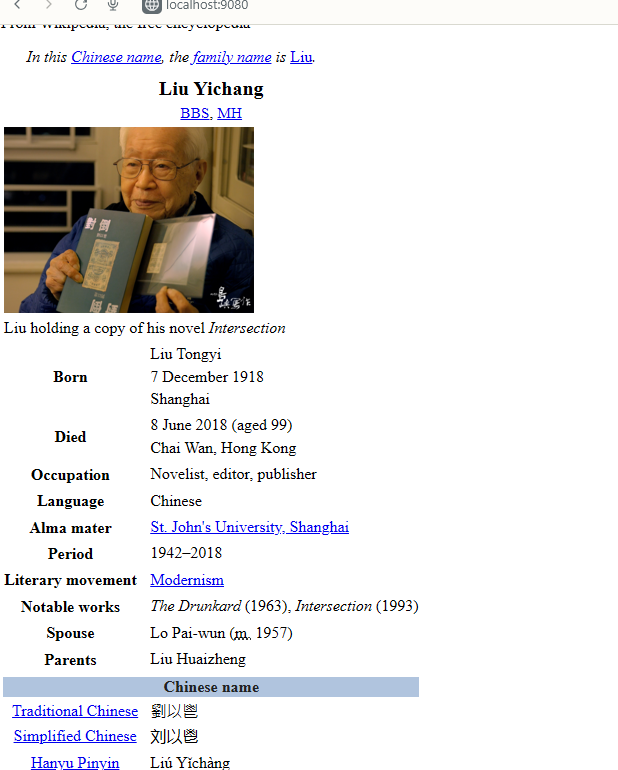 localhost:9080
From Wikipedia, the free encyclopedia
In this Chinese name, the family name is Liu.
Liu Yichang
BBS, MH
劉 倒
Liu holding a copy of his novel Intersection
Born
Liu Tongyi
7 December 1918
Shanghai
Died
8 June 2018 (aged 99)
Chai Wan, Hong Kong
Occupation Novelist, editor, publisher
Language Chinese
Alma mater St. John's University, Shanghai
Period 1942–2018
Literary movement Modernism
Notable works The Drunkard (1963), Intersection (1993)
Spouse Lo Pai-wun (m. 1957)
Parents Liu Huaizheng
Chinese name
Traditional Chinese 劉以鬯
Simplified Chinese 刘以鬯
Hanyu Pinyin Liú Yǐchàng